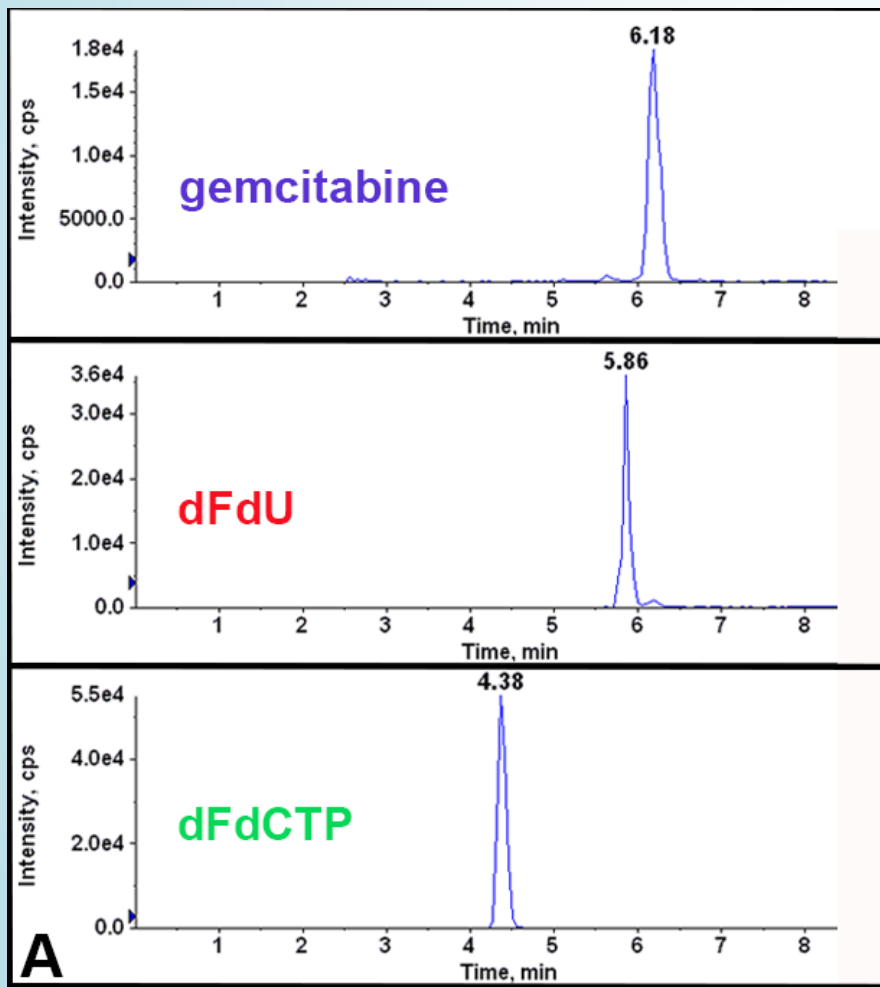 6.18
1.8e4
1.5e4
1.0e4
5000.0
0.0
Intensity, cps
gemcitabine
1 2 3 4 5 6 7 8
Time, min
5.86
3.6e4
3.0e4
2.0e4
1.0e4
0.0
Intensity, cps
dFdU
1 2 3 4 5 6 7 8
Time, min
4.38
5.5e4
4.0e4
2.0e4
0.0
Intensity, cps
dFdCTP
1 2 3 4 5 6 7 8
Time, min
A